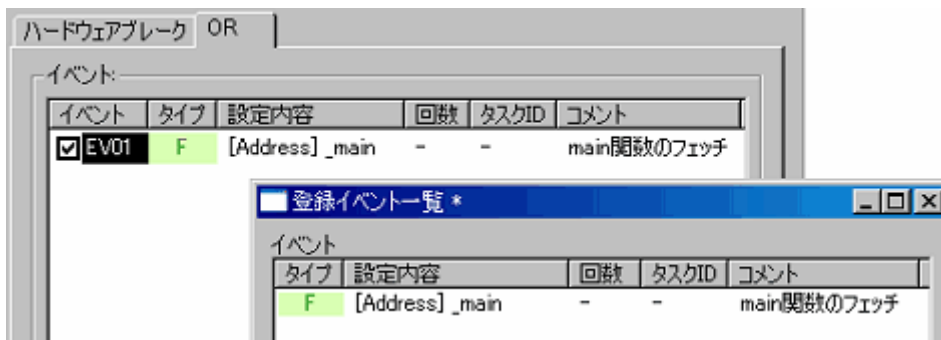 ハードウェアブレーク OR
イベント:
イベント タイプ 設定内容 回数 タスクID コメント
EV01 F [Address] _main - - main関数のフェッチ
登録イベント一覧 *
イベント
タイプ 設定内容 回数 タスクID コメント
F [Address] _main - - main関数のフェッチ